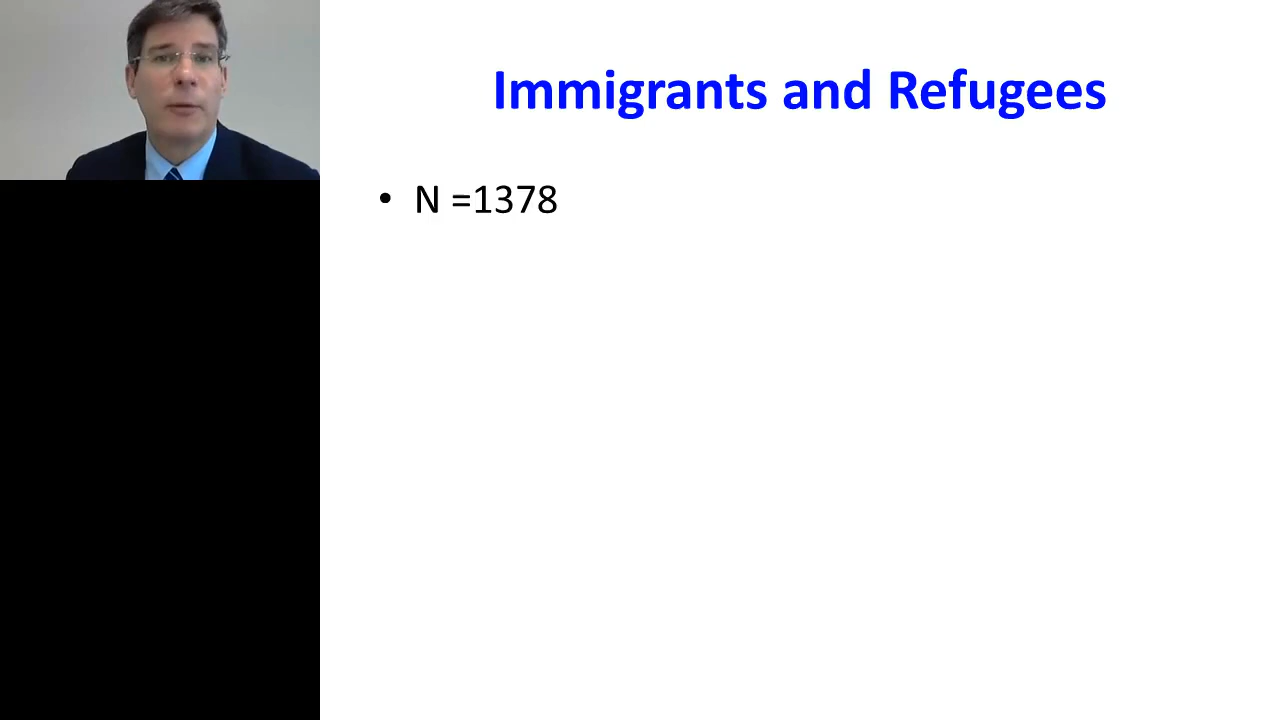 Immigrants and Refugees
• N =1378